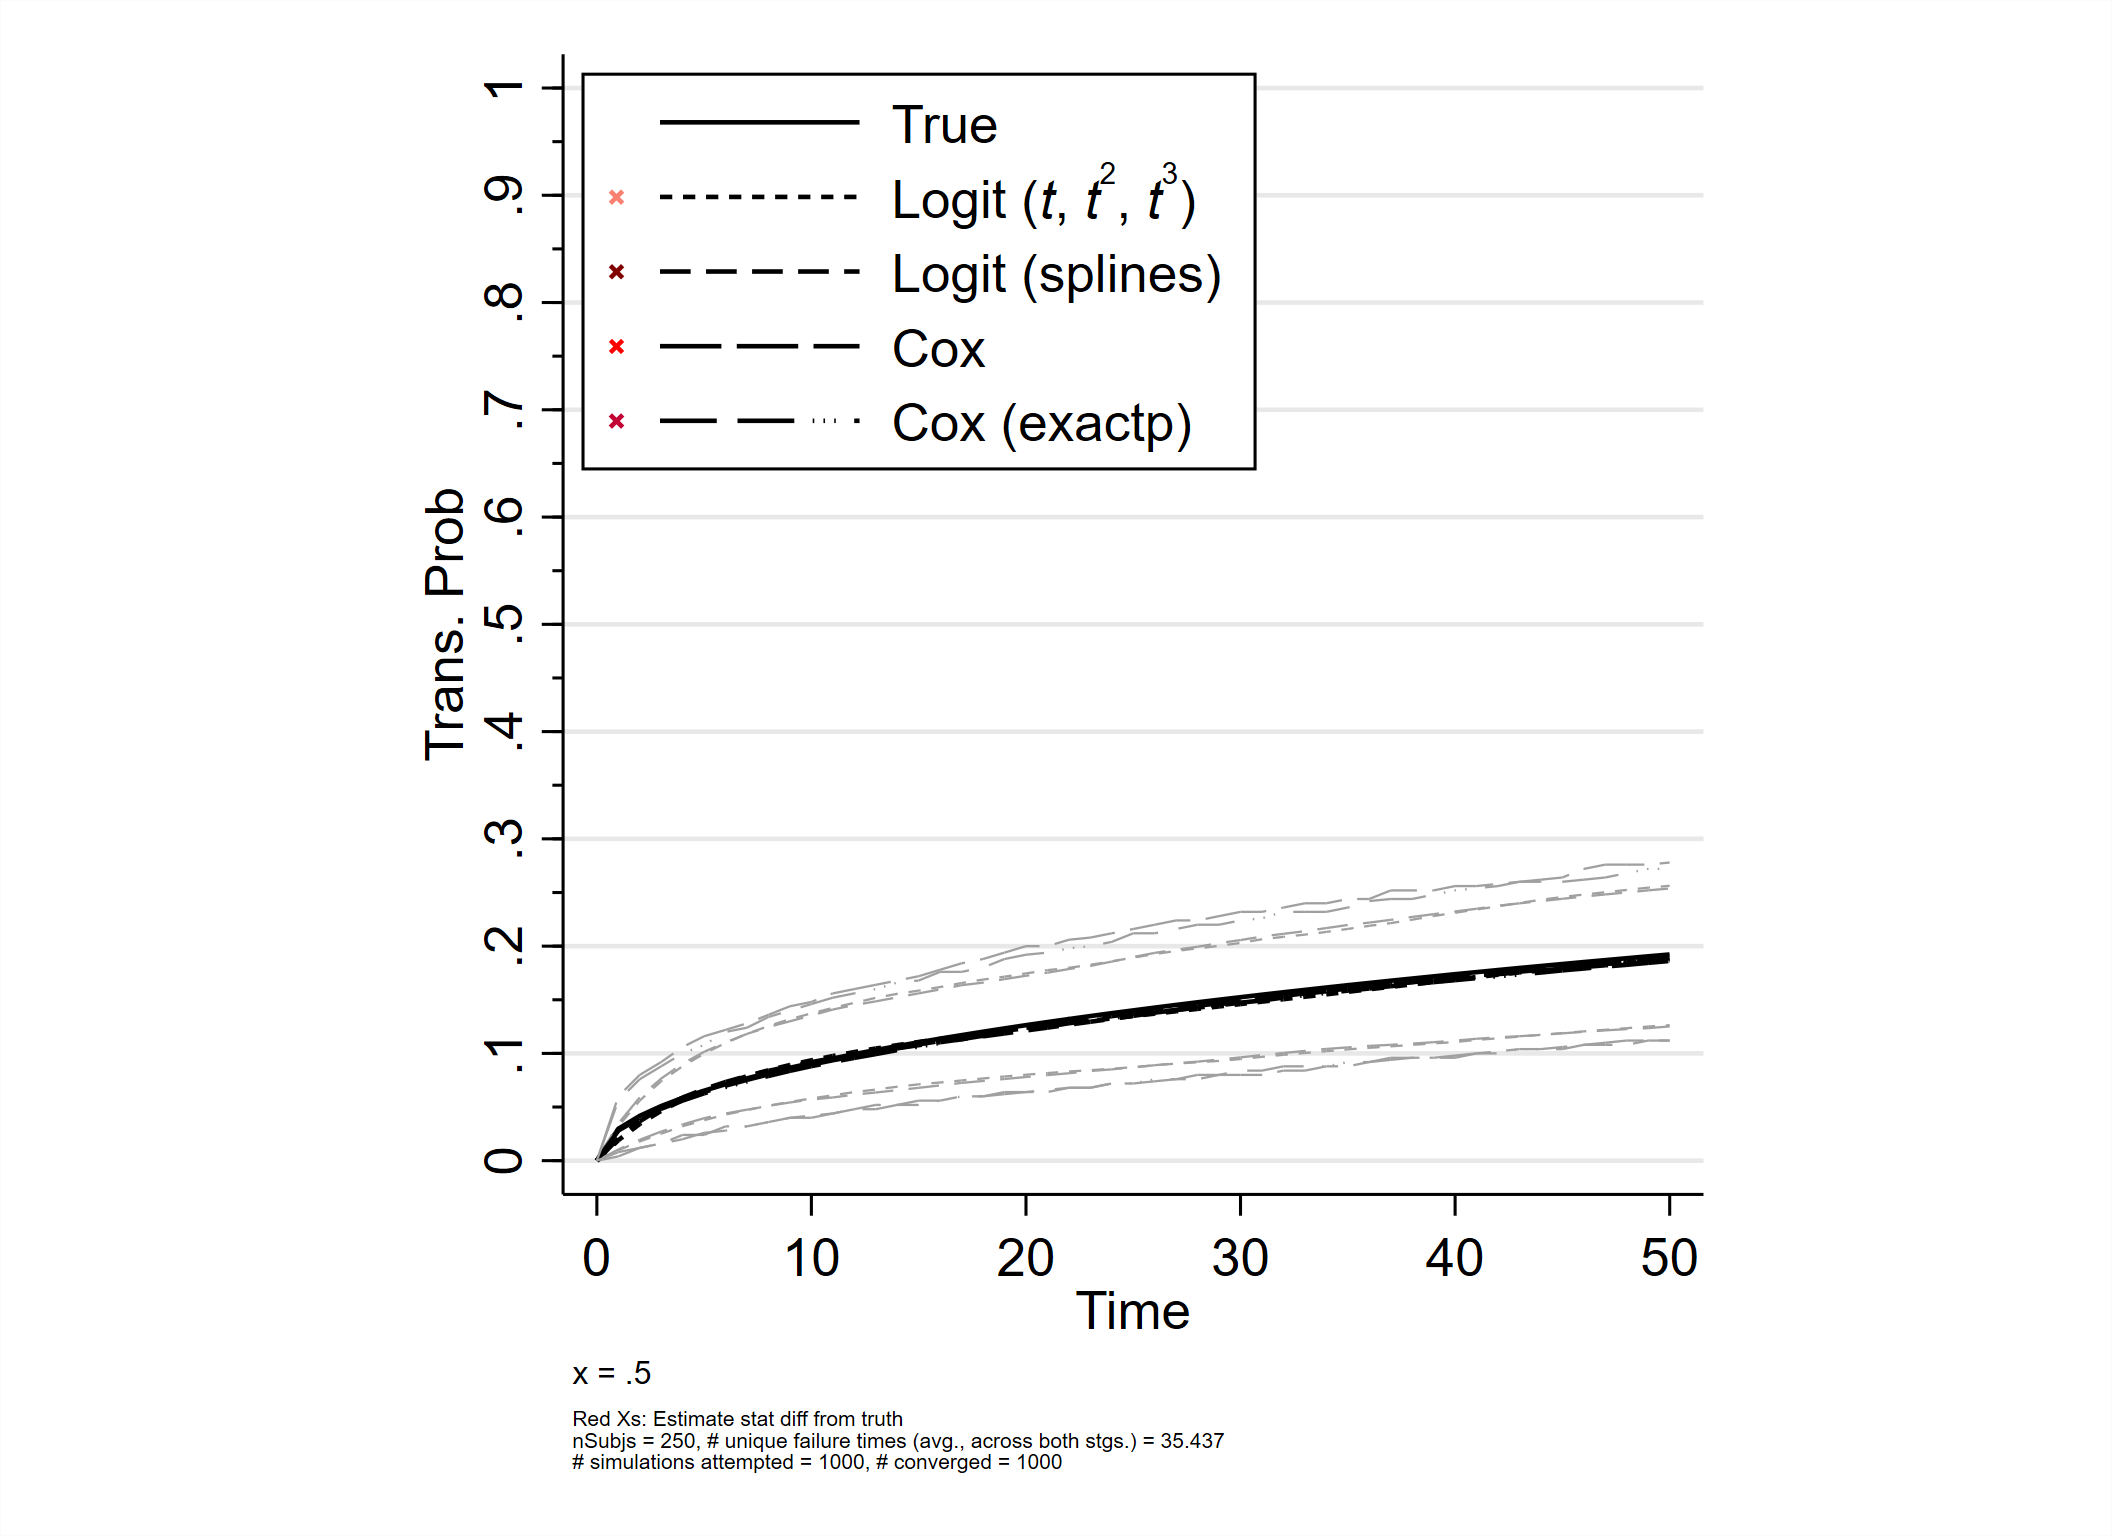 True
Logit (t, t², t³)
Logit (splines)
Cox
Cox (exactp)
Trans. Prob
1
.9
.8
.7
.6
.5
.4
.3
.2
.1
0
0 10 20 30 40 50
Time
x = .5
Red Xs: Estimate stat diff from truth
nSubjs = 250, # unique failure times (avg., across both stgs.) = 35.437
# simulations attempted = 1000, # converged = 1000